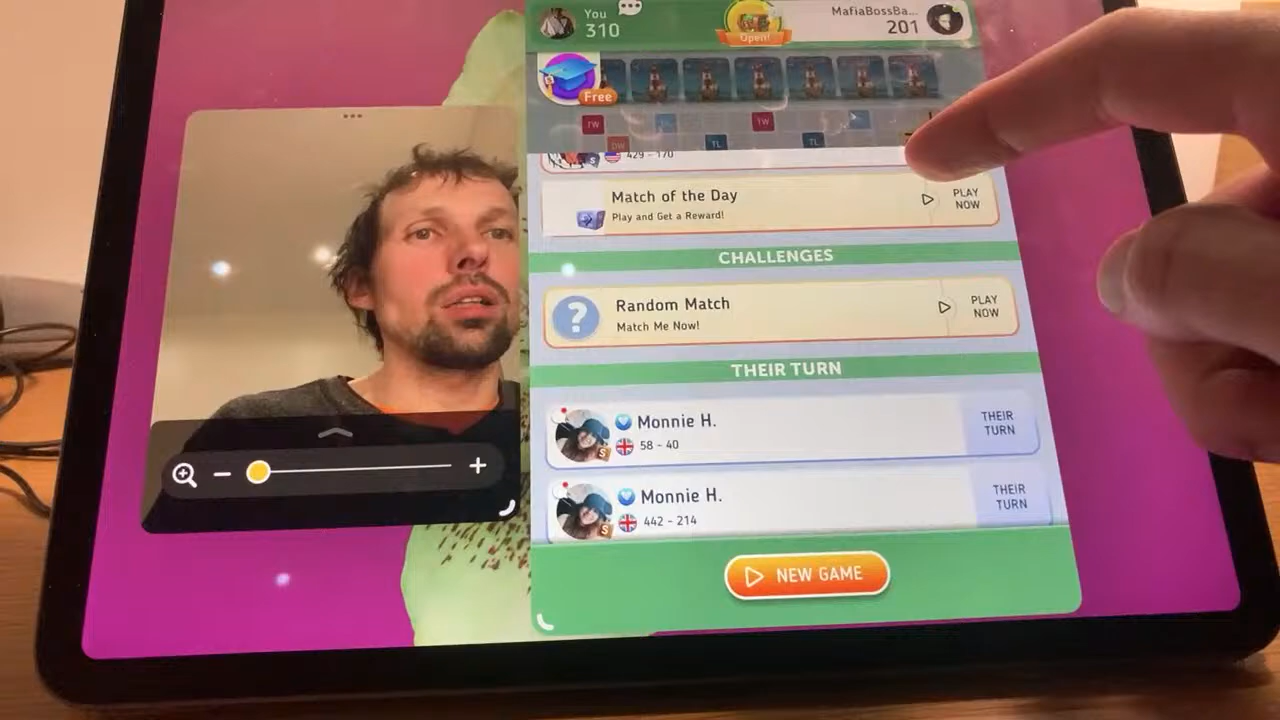 You
310
Open!
MafiaBossBa...
201
Free
TW
TW
DW
TL
TL
429 - 170
Match of the Day
Play and Get a Reward!
PLAY
NOW
CHALLENGES
Random Match
Match Me Now!
PLAY
NOW
THEIR TURN
Monnie H.
58 - 40
THEIR
TURN
Monnie H.
442 - 214
THEIR
TURN
NEW GAME